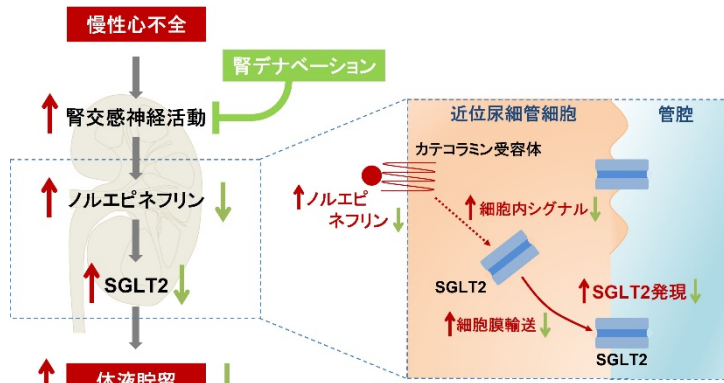 慢性心不全
腎デナベーション
腎交感神経活動
ノルエピネフリン
SGLT2
体液貯留
近位尿細管細胞
管腔
カテコラミン受容体
ノルエピ
ネフリン
細胞内シグナル
SGLT2
SGLT2発現
細胞膜輸送
SGLT2